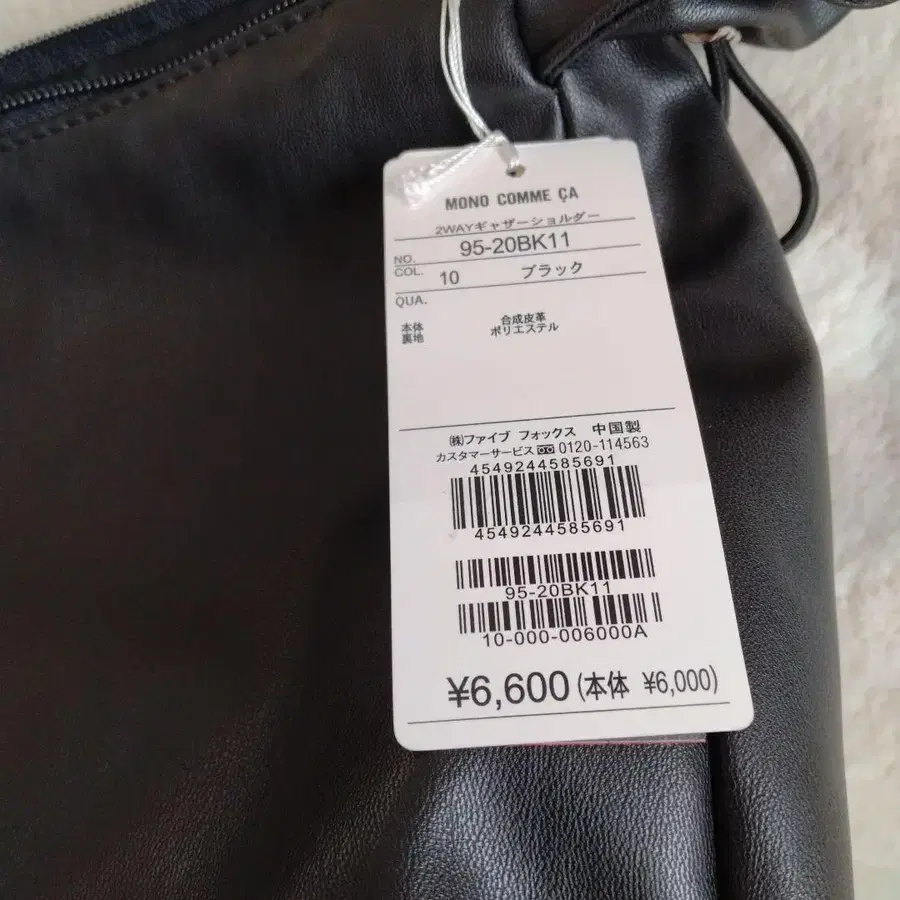 MONO COMME ÇA
2WAYギャザーショルダー
NO. 95-20BK11
COL. 10 ブラック
QUA.
本体 合成皮革
裏地 ポリエステル
㈱ファイブ フォックス 中国製
カスタマーサービス 0120-114563
4549244585691
4549244585691
95-20BK11
10-000-006000A
¥6,600(本体 ¥6,000)